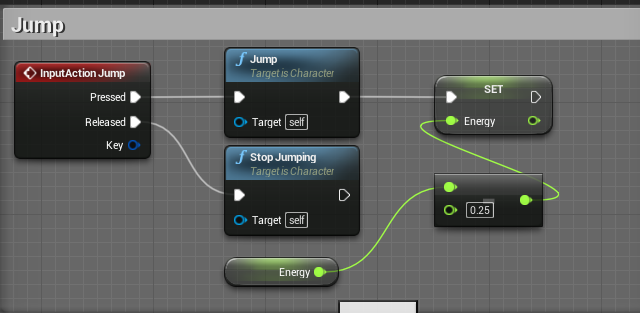 Jump
InputAction Jump
Pressed
Released
Key
f Jump
Target is Character
Target self
f Stop Jumping
Target is Character
Target self
SET
Energy
0.25
Energy